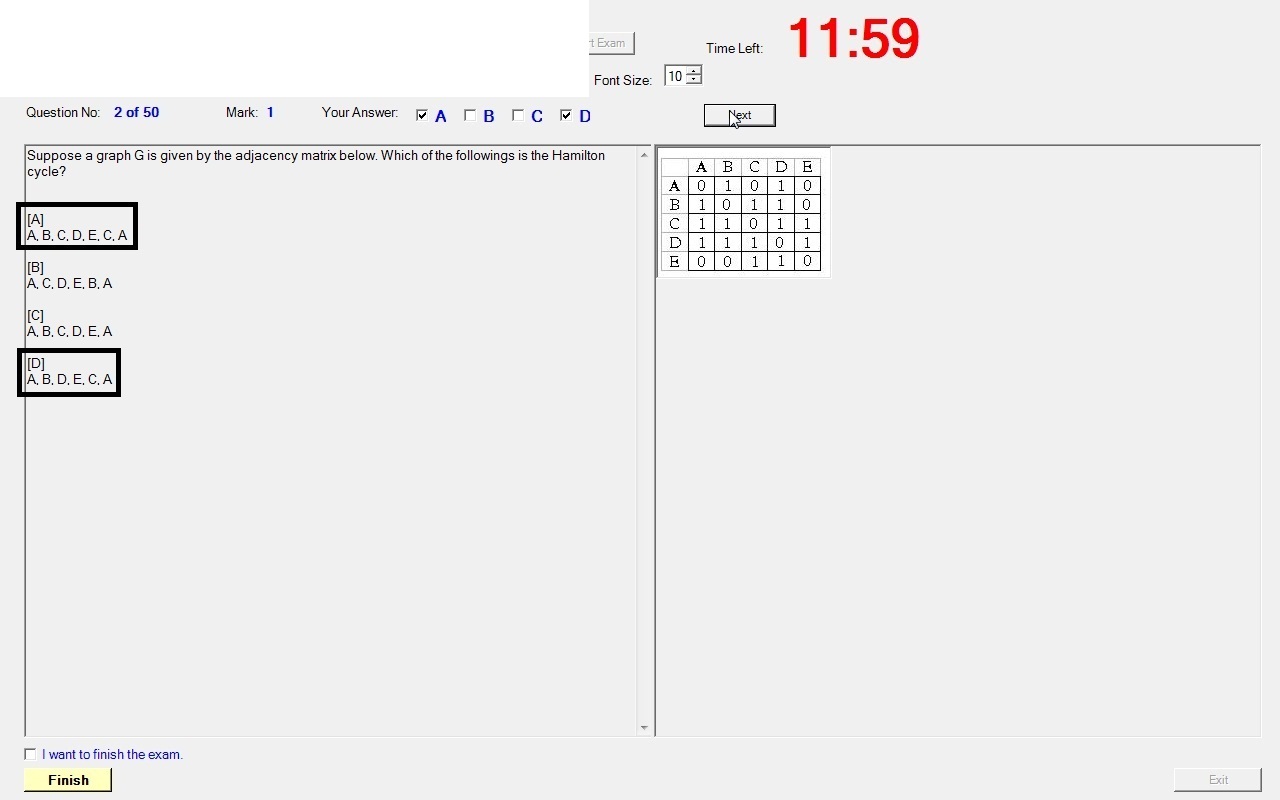 t Exam
Time Left: 11:59
Font Size: 10
Question No: 2 of 50 Mark: 1 Your Answer: A B C D Next
Suppose a graph G is given by the adjacency matrix below. Which of the followings is the Hamilton
cycle?
[A]
A, B, C, D, E, C, A
[B]
A, C, D, E, B, A
[C]
A, B, C, D, E, A
[D]
A, B, D, E, C, A
A B C D E
A 0 1 0 1 0
B 1 0 1 1 0
C 1 1 0 1 1
D 1 1 1 0 1
E 0 0 1 1 0
I want to finish the exam.
Finish
Exit